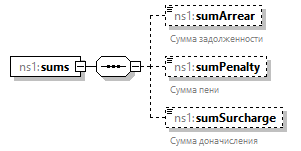 ns1:sumArrear
Сумма задолженности
ns1:sums
ns1:sumPenalty
Сумма пени
ns1:sumSurcharge
Сумма доначисления